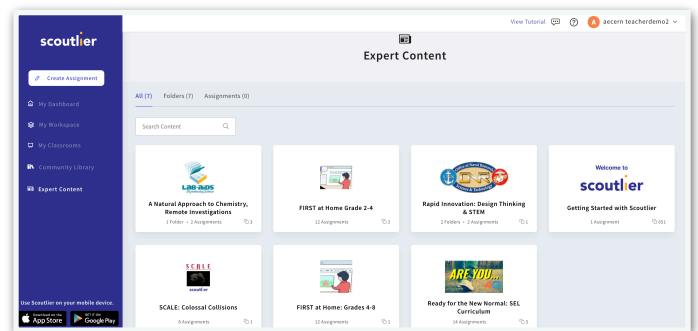 View Tutorial
A
aecern teacherdemo2
scoutlier
Create Assignment
My Dashboard
My Workspace
My Classrooms
Community Library
Expert Content
Use Scoutlier on your mobile device.
Download on the
App Store
GET IT ON
Google Play
Expert Content
All (7)
Folders (7)
Assignments (0)
Search Content
LAB-AIDS
A Natural Approach to Chemistry,
Remote Investigations
1 Folder • 2 Assignments
3
FIRST at Home Grade 2-4
12 Assignments
2
Rapid Innovation: Design Thinking
& STEM
2 Folders • 2 Assignments
1
Welcome to
scoutlier
Getting Started with Scoutlier
1 Assignment
651
SCALE
scoutlier
SCALE: Colossal Collisions
6 Assignments
1
FIRST at Home: Grades 4-8
12 Assignments
1
ARE YOU...
Ready for the New Normal: SEL
Curriculum
14 Assignments
3